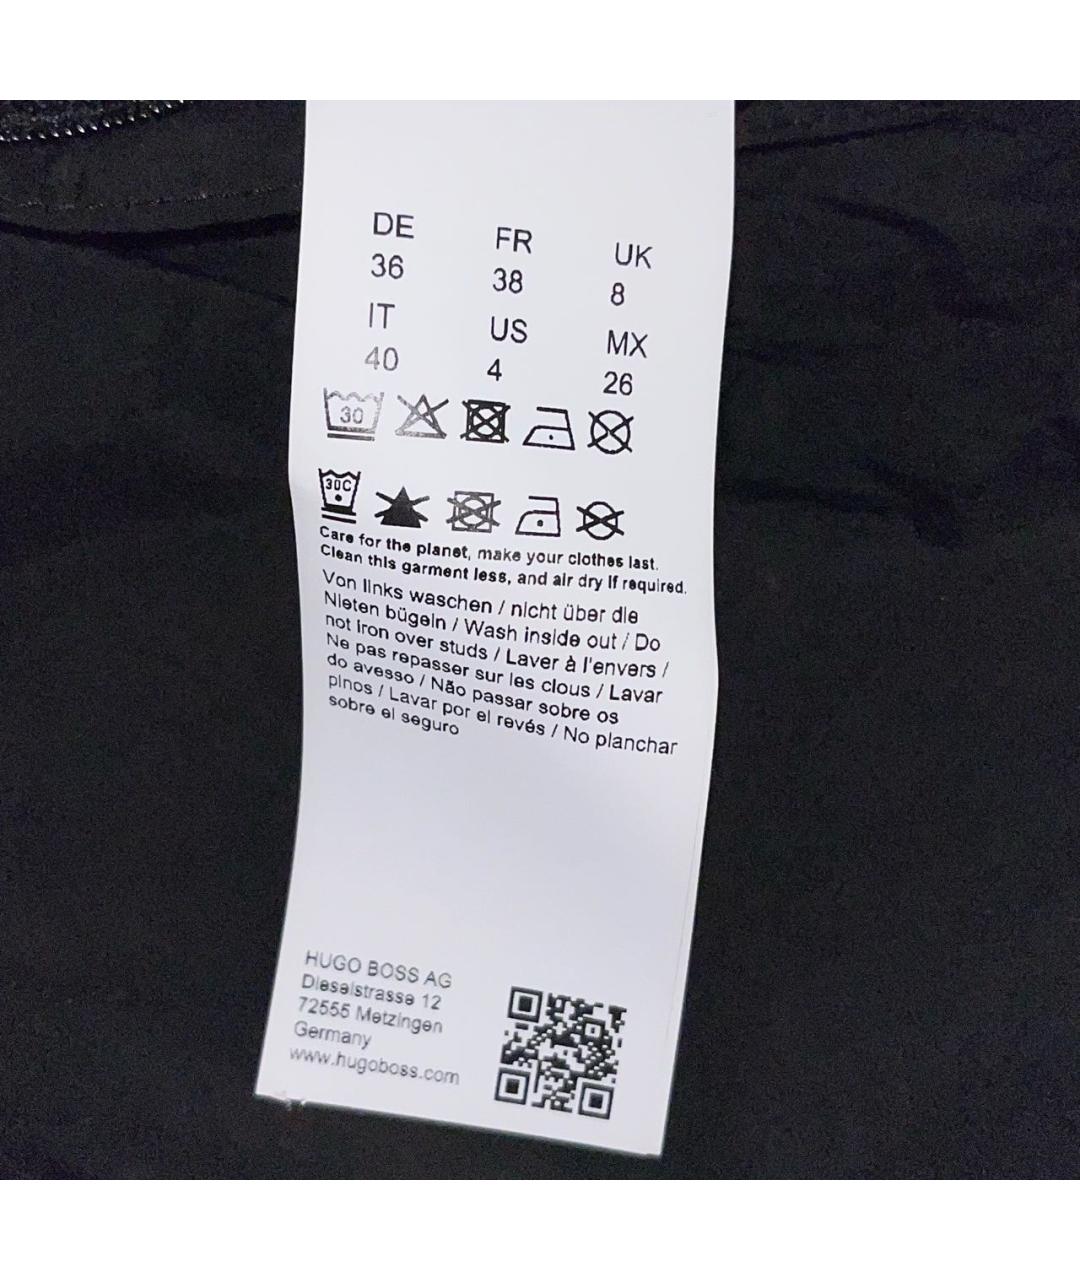 DE FR UK
36 38 8
IT US MX
40 4 26
30
30C
Care for the planet, make your clothes last.
Clean this garment less, and air dry if required.
Von links waschen / nicht über die
Nieten bügeln / Wash inside out / Do
not iron over studs / Laver à l'envers /
Ne pas repasser sur les clous / Lavar
do avesso / Não passar sobre os
pinos / Lavar por el revés / No planchar
sobre el seguro
HUGO BOSS AG
Dieselstrasse 12
72555 Metzingen
Germany
www.hugoboss.com